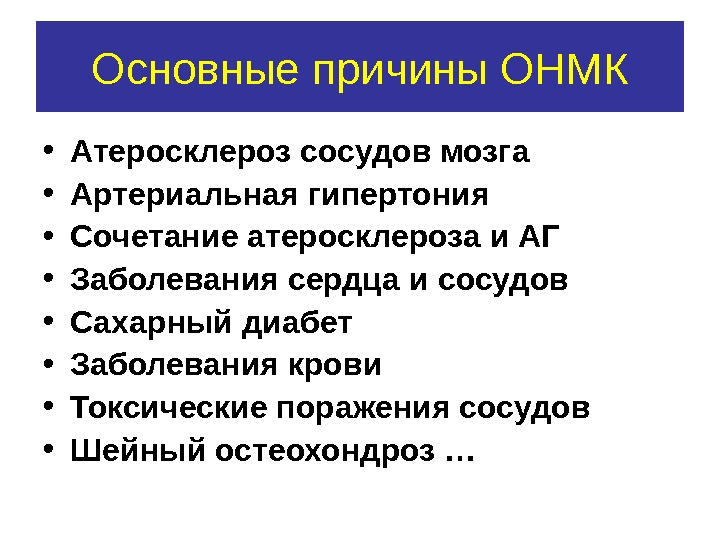 Основные причины ОНМК
• Атеросклероз сосудов мозга
• Артериальная гипертония
• Сочетание атеросклероза и АГ
• Заболевания сердца и сосудов
• Сахарный диабет
• Заболевания крови
• Токсические поражения сосудов
• Шейный остеохондроз …